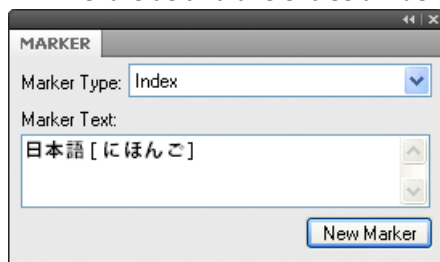 MARKER
Marker Type: Index
Marker Text:
日本語 [ にほんご ]
New Marker